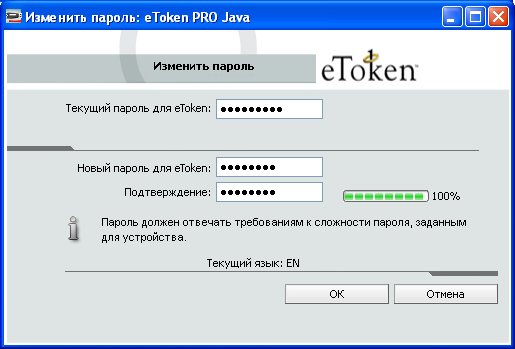 Изменить пароль: eToken PRO Java
Изменить пароль
eToken™
Текущий пароль для eToken: ●●●●●●●●●
Новый пароль для eToken: ●●●●●●●●
Подтверждение: ●●●●●●●●
100%
Пароль должен отвечать требованиям к сложности пароля, заданным
для устройства.
Текущий язык: EN
OK
Отмена